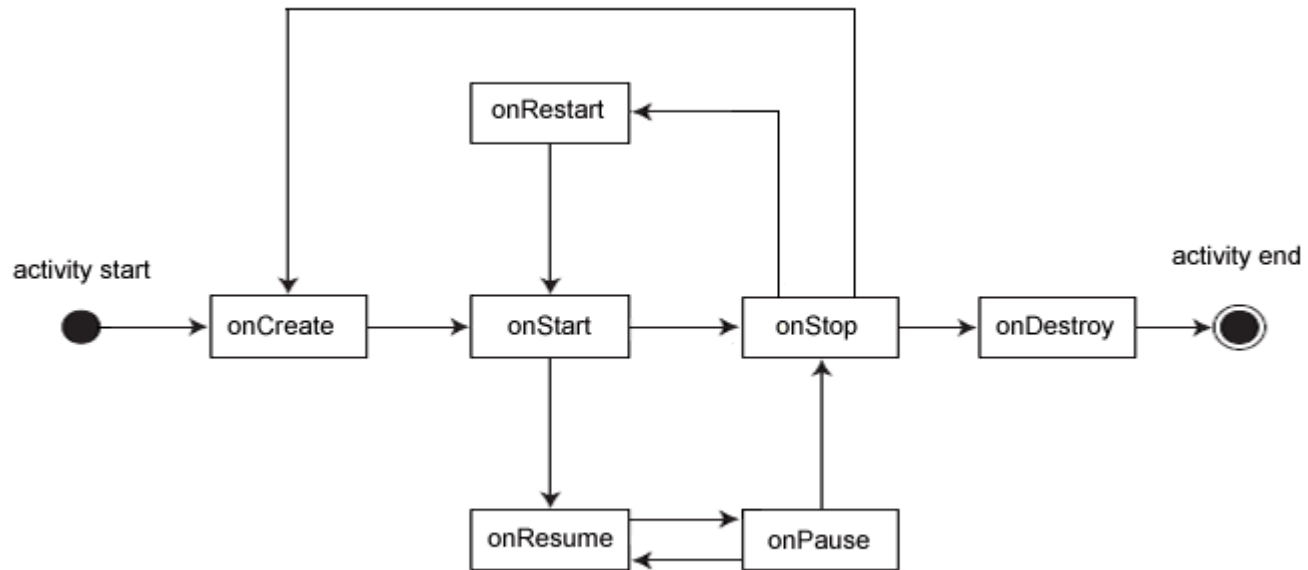 onRestart
activity start
activity end
onCreate
onStart
onStop
onDestroy
onResume
onPause